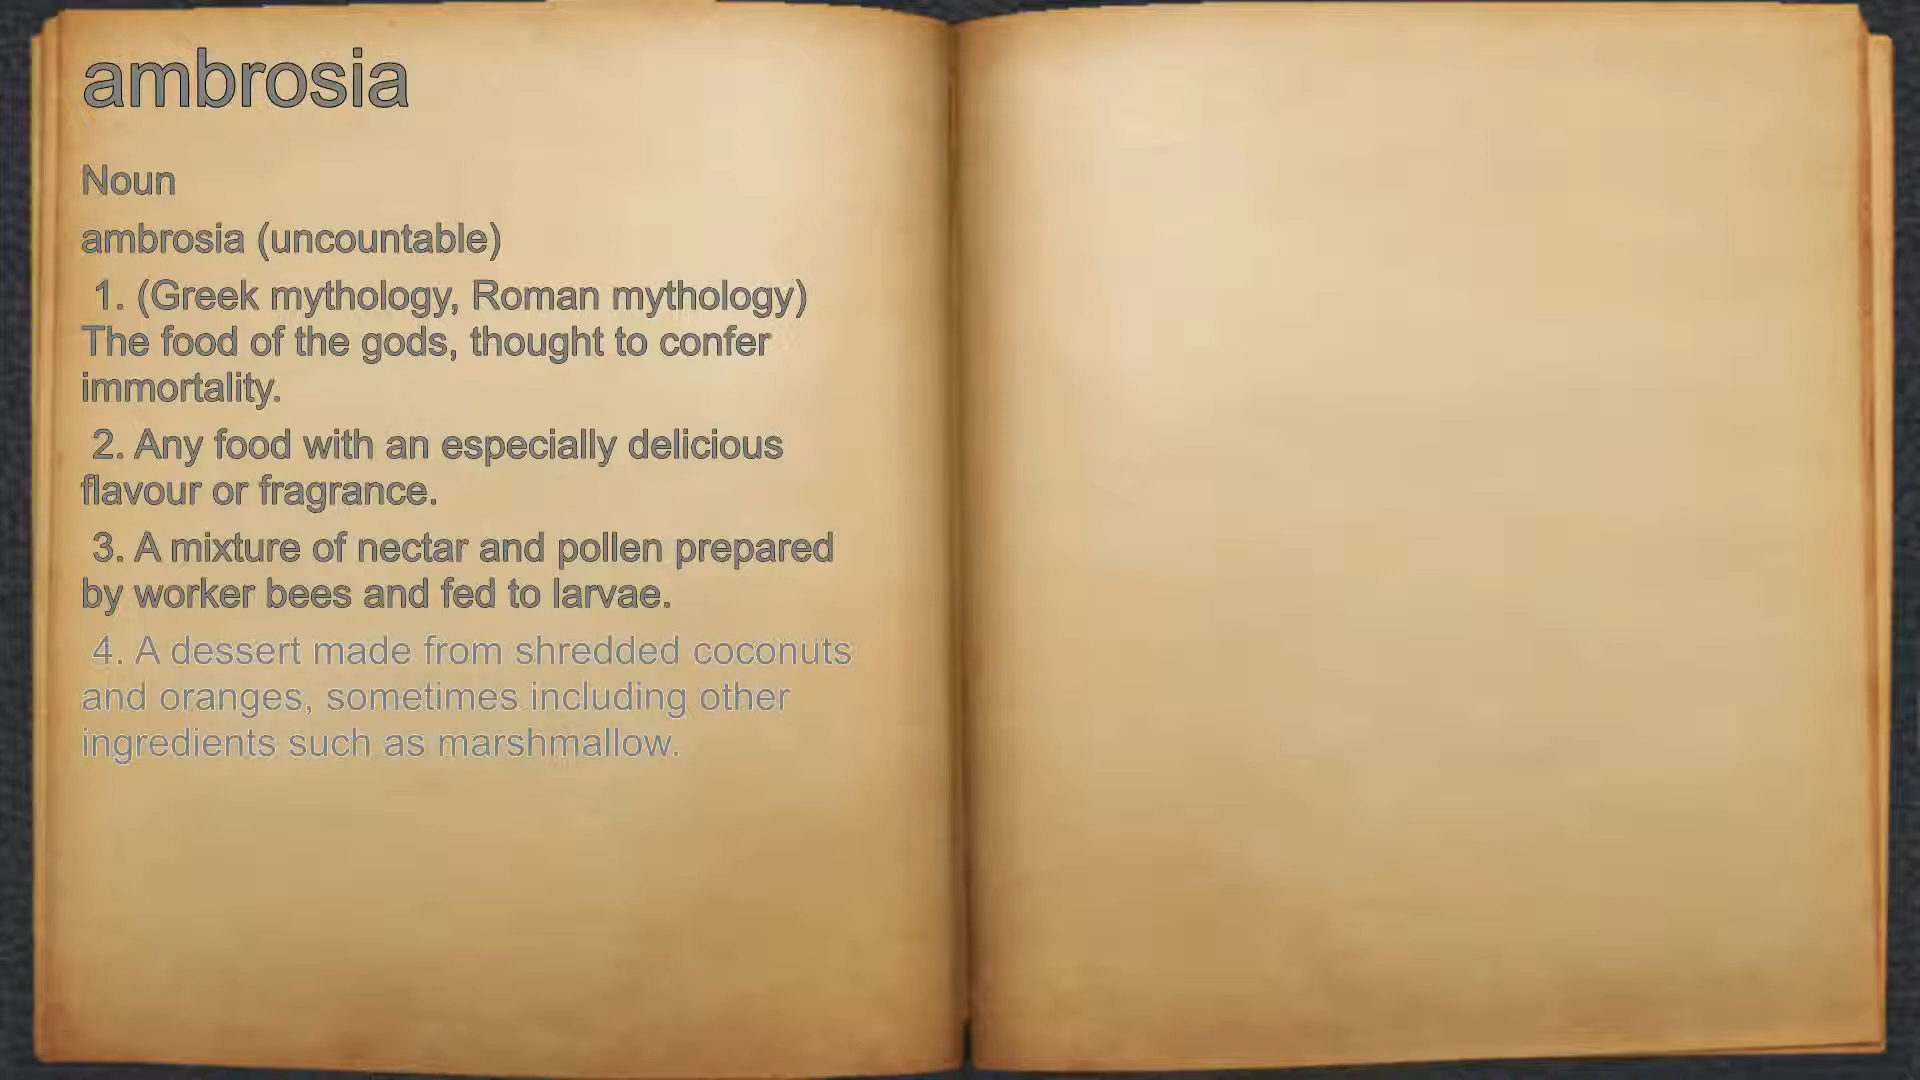 ambrosia
Noun
ambrosia (uncountable)
1. (Greek mythology, Roman mythology)
The food of the gods, thought to confer
immortality.
2. Any food with an especially delicious
flavour or fragrance.
3. A mixture of nectar and pollen prepared
by worker bees and fed to larvae.
4. A dessert made from shredded coconuts
and oranges, sometimes including other
ingredients such as marshmallow.